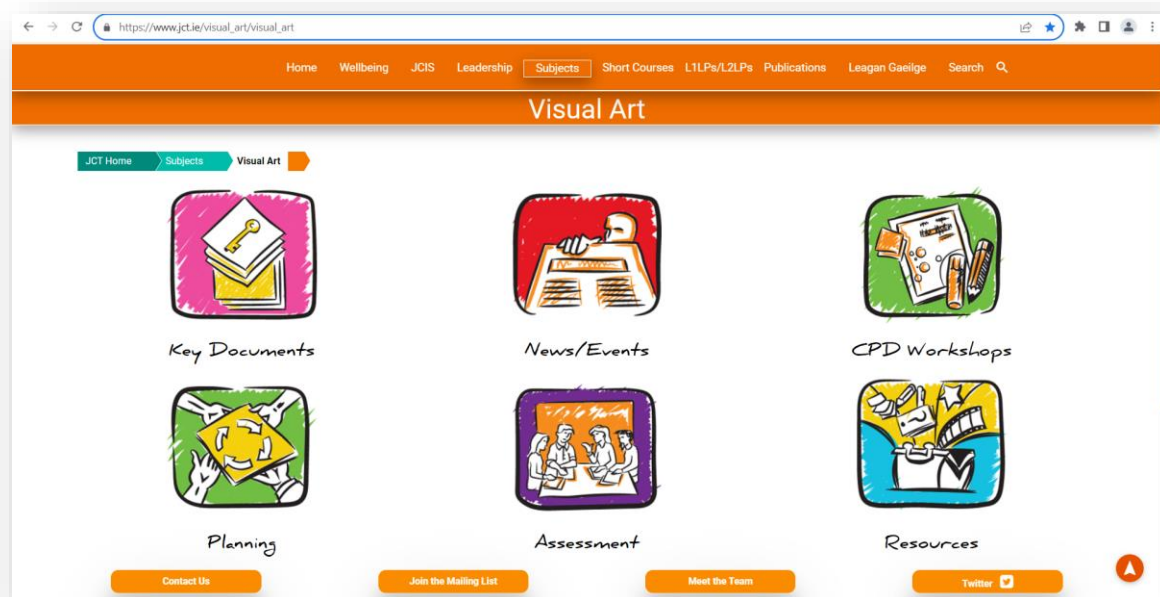 https://www.jct.ie/visual_art/visual_art
Home Wellbeing JCIS Leadership Subjects Short Courses L1LPs/L2LPs Publications Leagan Gaeilge Search
Visual Art
JCT Home Subjects Visual Art
Key Documents News/Events CPD Workshops
Planning Assessment Resources
Contact Us Join the Mailing List Meet the Team Twitter